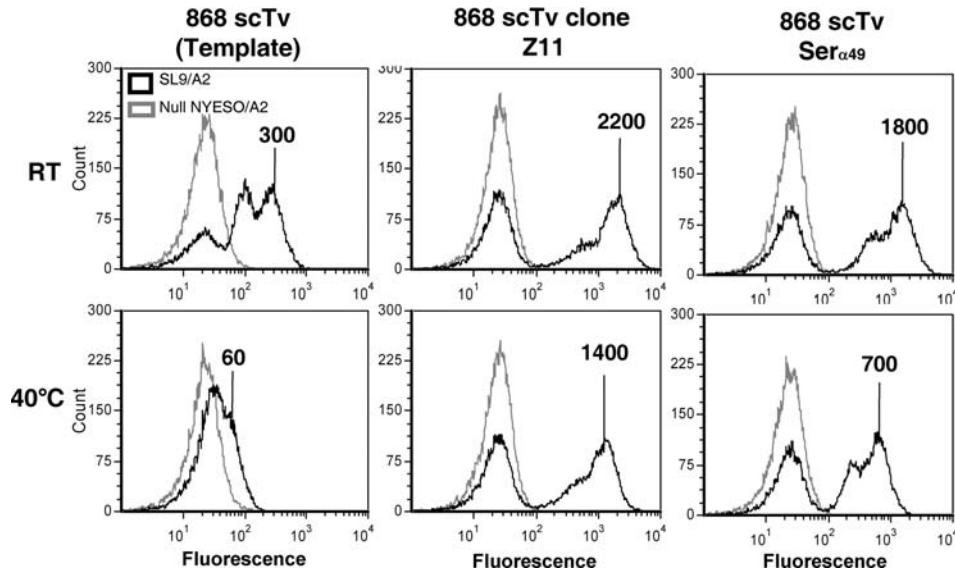 868 scTv
(Template)
868 scTv clone
Z11
868 scTv
Serα49
RT
Count
300
225
150
75
0
SL9/A2
Null NYESO/A2
300
10¹ 10² 10³ 10⁴
300
225
150
75
0
2200
10¹ 10² 10³ 10⁴
Count
300
225
150
75
0
1800
10¹ 10² 10³ 10⁴
40°C
Count
300
225
150
75
0
60
10¹ 10² 10³ 10⁴
Fluorescence
300
225
150
75
0
1400
10¹ 10² 10³ 10⁴
Fluorescence
Count
300
225
150
75
0
700
10¹ 10² 10³ 10⁴
Fluorescence